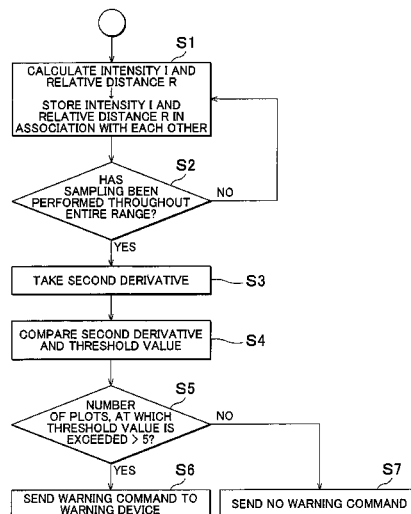 S1
CALCULATE INTENSITY I AND
RELATIVE DISTANCE R
STORE INTENSITY I AND
RELATIVE DISTANCE R IN
ASSOCIATION WITH EACH OTHER
S2
HAS
SAMPLING BEEN
PERFORMED THROUGHOUT
ENTIRE RANGE?
NO
YES
TAKE SECOND DERIVATIVE
S3
COMPARE SECOND DERIVATIVE
AND THRESHOLD VALUE
S4
S5
NUMBER
OF PLOTS, AT WHICH
THRESHOLD VALUE IS
EXCEEDED > 5?
NO
YES
S6
SEND WARNING COMMAND TO
WARNING DEVICE
S7
SEND NO WARNING COMMAND